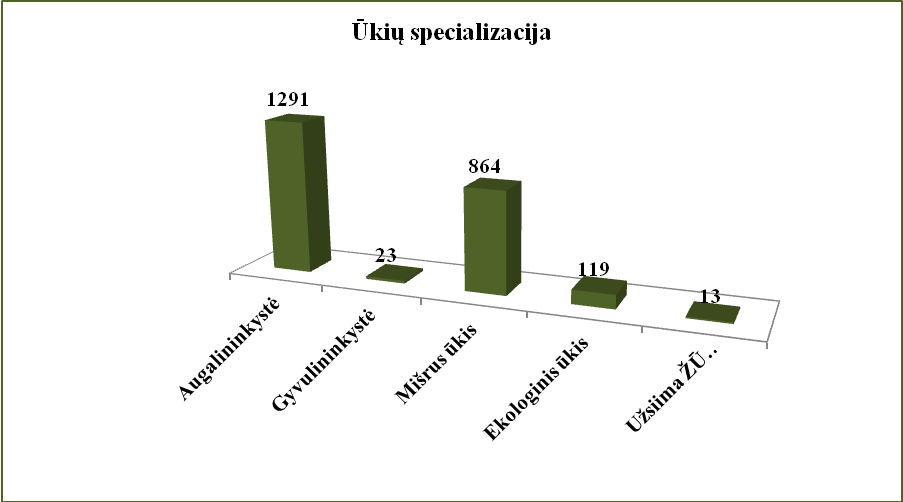 Ūkių specializacija
1291
23
864
119
13
Augalininkystė
Gyvulininkystė
Mišrus ūkis
Ekologinis ūkis
Užsiima ŽŪ..